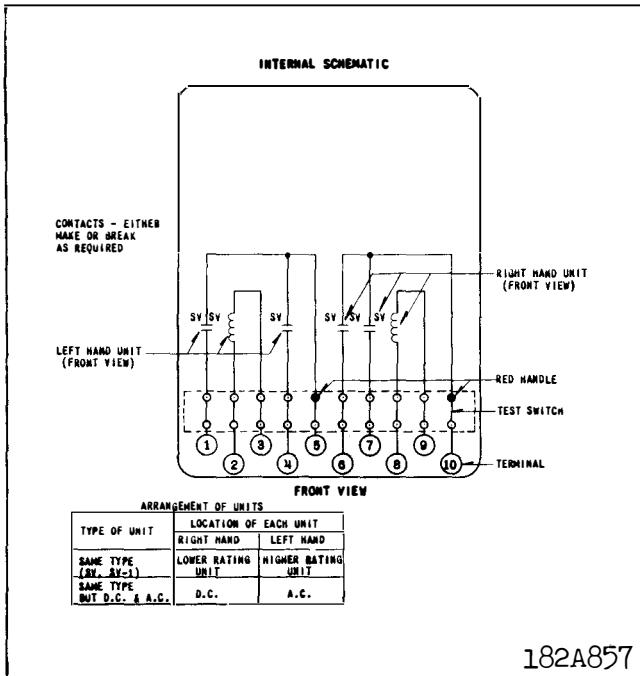 INTERNAL SCHEMATIC
CONTACTS - EITHER
MAKE OR BREAK
AS REQUIRED
RIGHT HAND UNIT
(FRONT VIEW)
SV SV SV SV SV
LEFT HAND UNIT
(FRONT VIEW)
RED HANDLE
TEST SWITCH
1 3 4 5 6 7 9 10
2 8
TERMINAL
FRONT VIEW
ARRANGEMENT OF UNITS
TYPE OF UNIT
LOCATION OF EACH UNIT
RIGHT HAND LEFT HAND
SAME TYPE
(SV, SV-1)
LOWER RATING
UNIT
HIGHER RATING
UNIT
SAME TYPE
BUT D.C. & A.C.
D.C. A.C.
182A857